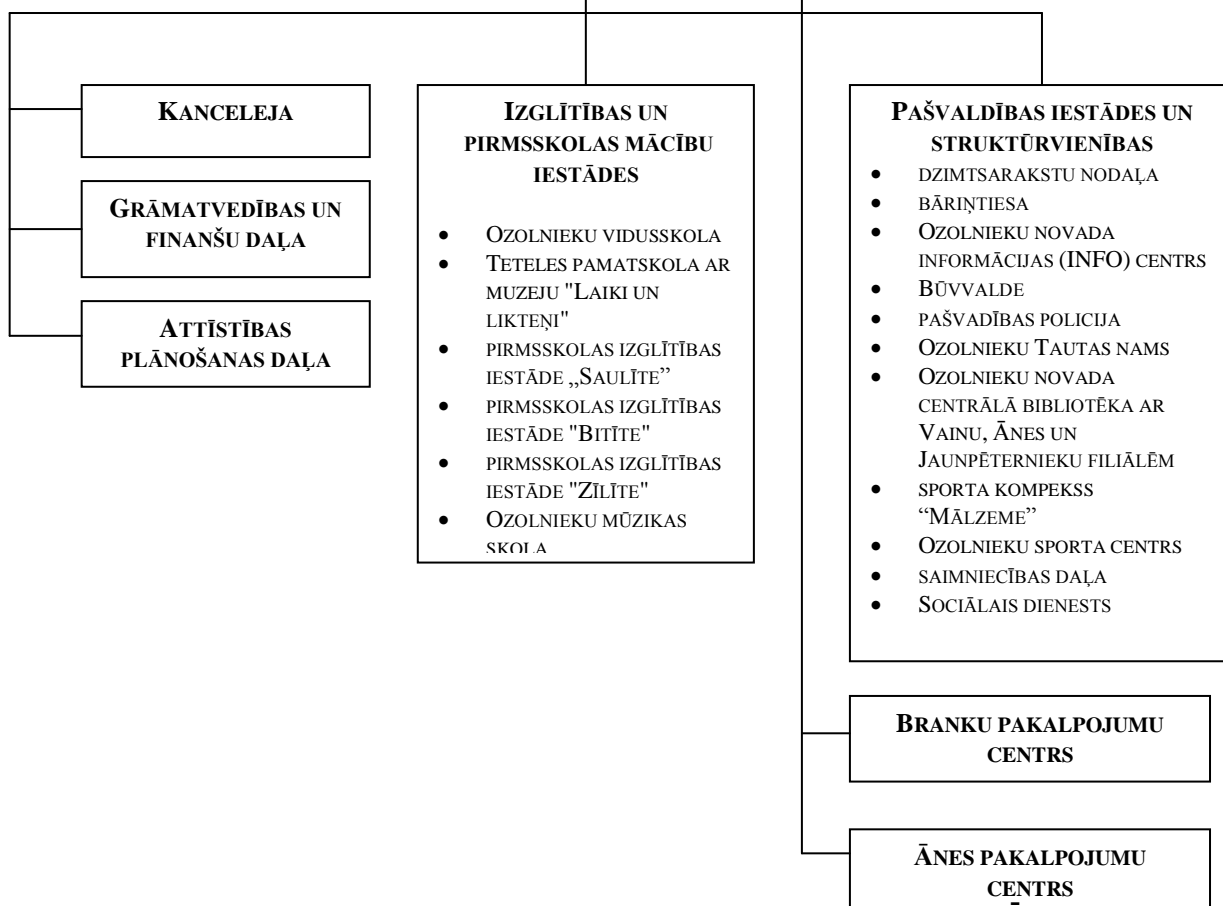 KANCELEJA
GRĀMATVEDĪBAS UN
FINANŠU DAĻA
ATTĪSTĪBAS
PLĀNOŠANAS DAĻA
IZGLĪTĪBAS UN
PIRMSSKOLAS MĀCĪBU
IESTĀDES
• OZOLNIEKU VIDUSSKOLA
• TETELES PAMATSKOLA AR
MUZEJU "LAIKI UN
LIKTEŅI"
• PIRMSSKOLAS IZGLĪTĪBAS
IESTĀDE „SAULĪTE”
• PIRMSSKOLAS IZGLĪTĪBAS
IESTĀDE "BITĪTE"
• PIRMSSKOLAS IZGLĪTĪBAS
IESTĀDE "ZĪLĪTE"
• OZOLNIEKU MŪZIKAS
SKOLA
PAŠVALDĪBAS IESTĀDES UN
STRUKTŪRVIENĪBAS
• DZIMTSARAKSTU NODAĻA
• BĀRIŅTIESA
• OZOLNIEKU NOVADA
INFORMĀCIJAS (INFO) CENTRS
• BŪVVALDE
• PAŠVADĪBAS POLICIJA
• OZOLNIEKU TAUTAS NAMS
• OZOLNIEKU NOVADA
CENTRĀLĀ BIBLIOTĒKA AR
VAINU, ĀNES UN
JAUNPĒTERNIEKU FILIĀLĒM
• SPORTA KOMPEKSS
“MĀLZEME”
• OZOLNIEKU SPORTA CENTRS
• SAIMNIECĪBAS DAĻA
• SOCIĀLAIS DIENESTS
BRANKU PAKALPOJUMU
CENTRS
ĀNES PAKALPOJUMU
CENTRS